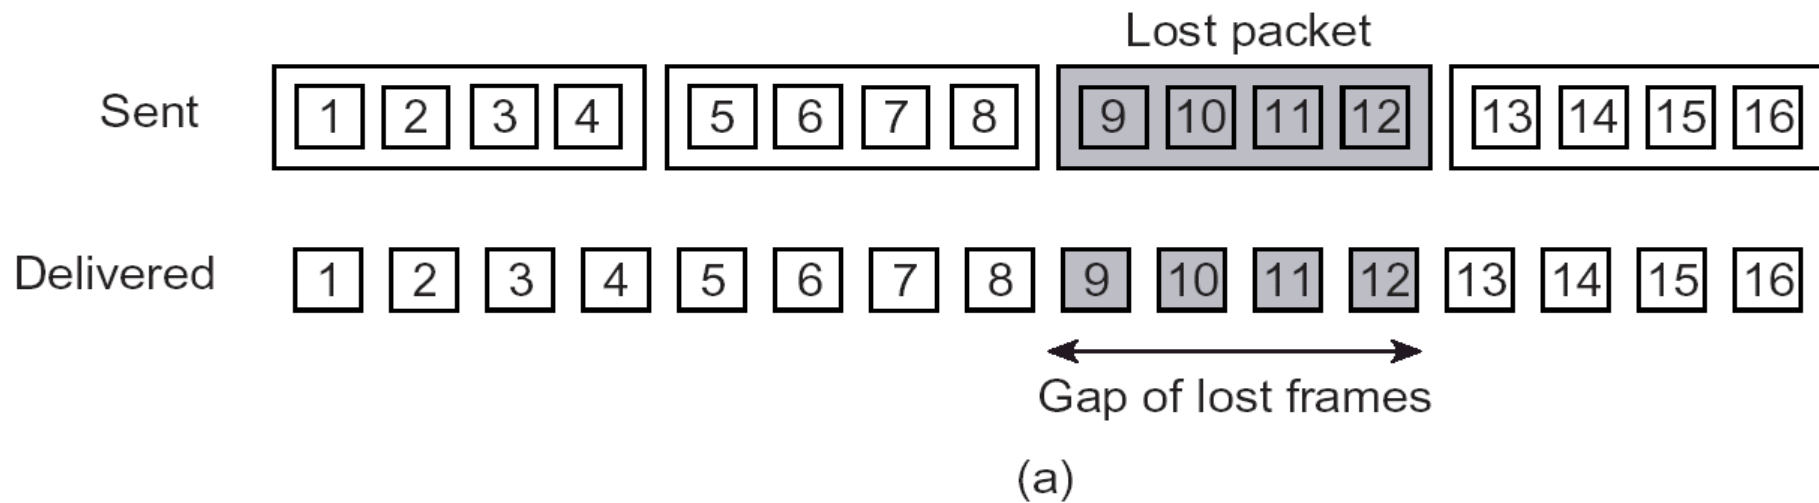 Lost packet
Sent 1 2 3 4 5 6 7 8 9 10 11 12 13 14 15 16
Delivered 1 2 3 4 5 6 7 8 9 10 11 12 13 14 15 16
Gap of lost frames
(a)